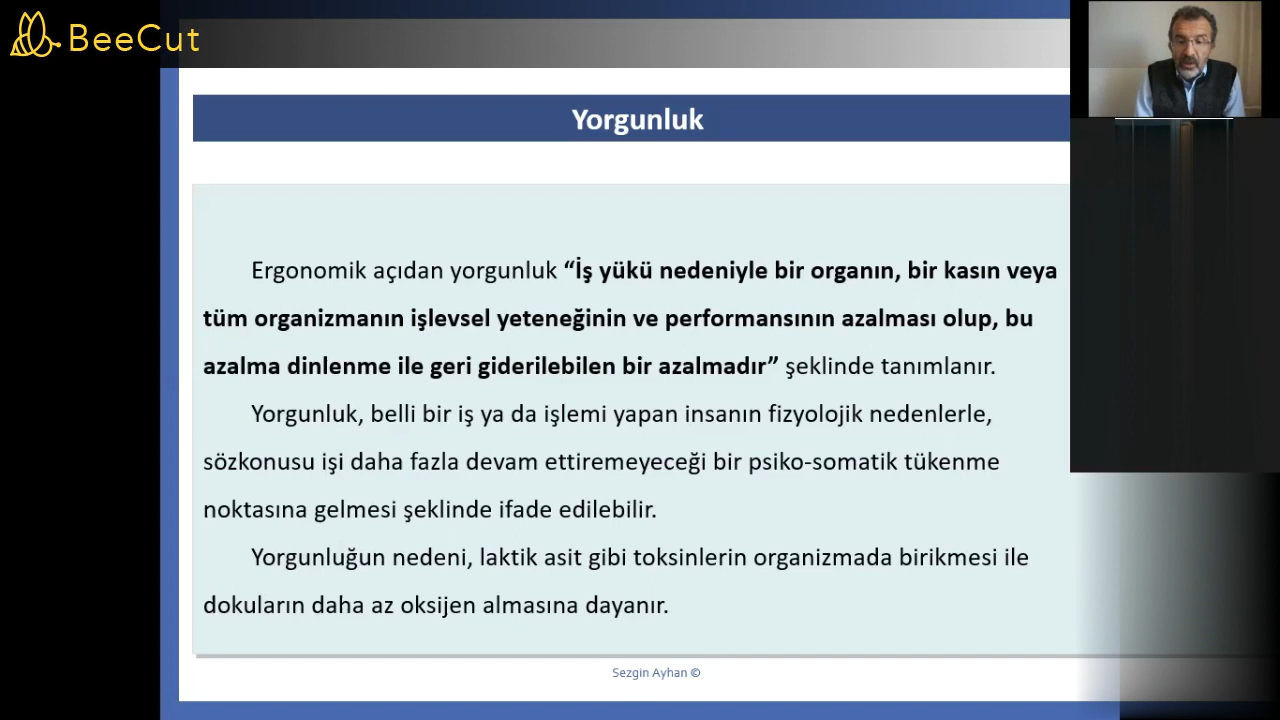 BeeCut
Yorgunluk
Ergonomik açıdan yorgunluk “İş yükü nedeniyle bir organın, bir kasın veya
tüm organizmanın işlevsel yeteneğinin ve performansının azalması olup, bu
azalma dinlenme ile geri giderilebilen bir azalmadır” şeklinde tanımlanır.
Yorgunluk, belli bir iş ya da işlemi yapan insanın fizyolojik nedenlerle,
sözkonusu işi daha fazla devam ettiremeyeceği bir psiko-somatik tükenme
noktasına gelmesi şeklinde ifade edilebilir.
Yorgunluğun nedeni, laktik asit gibi toksinlerin organizmada birikmesi ile
dokuların daha az oksijen almasına dayanır.
Sezgin Ayhan ©